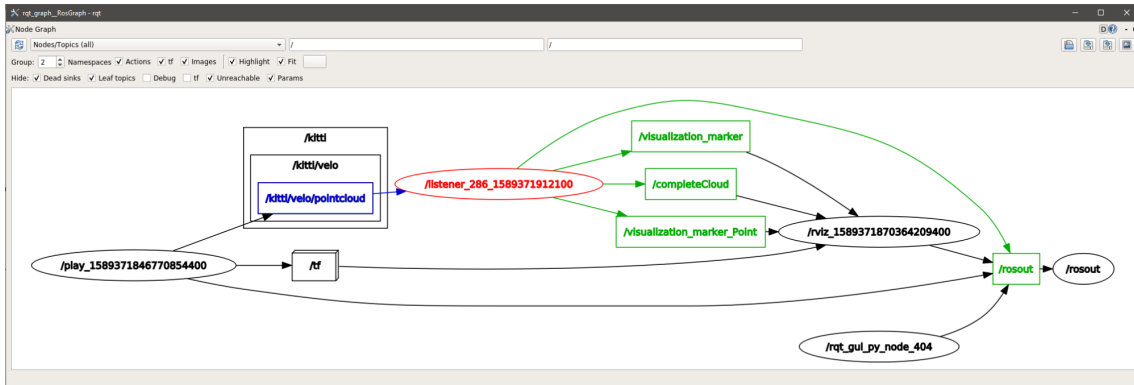 rqt_graph__RosGraph - rqt
Node Graph
D
Nodes/Topics (all) / /
Group: 2 Namespaces Actions tf Images Highlight Fit
Hide: Dead sinks Leaf topics Debug tf Unreachable Params
/kitti
/kitti/velo
/kitti/velo/pointcloud
/listener_286_1589371912100
/visualization_marker
/completeCloud
/visualization_marker_Point
/rviz_1589371870364209400
/play_1589371846770854400
/tf
/rosout
/rosout
/rqt_gui_py_node_404